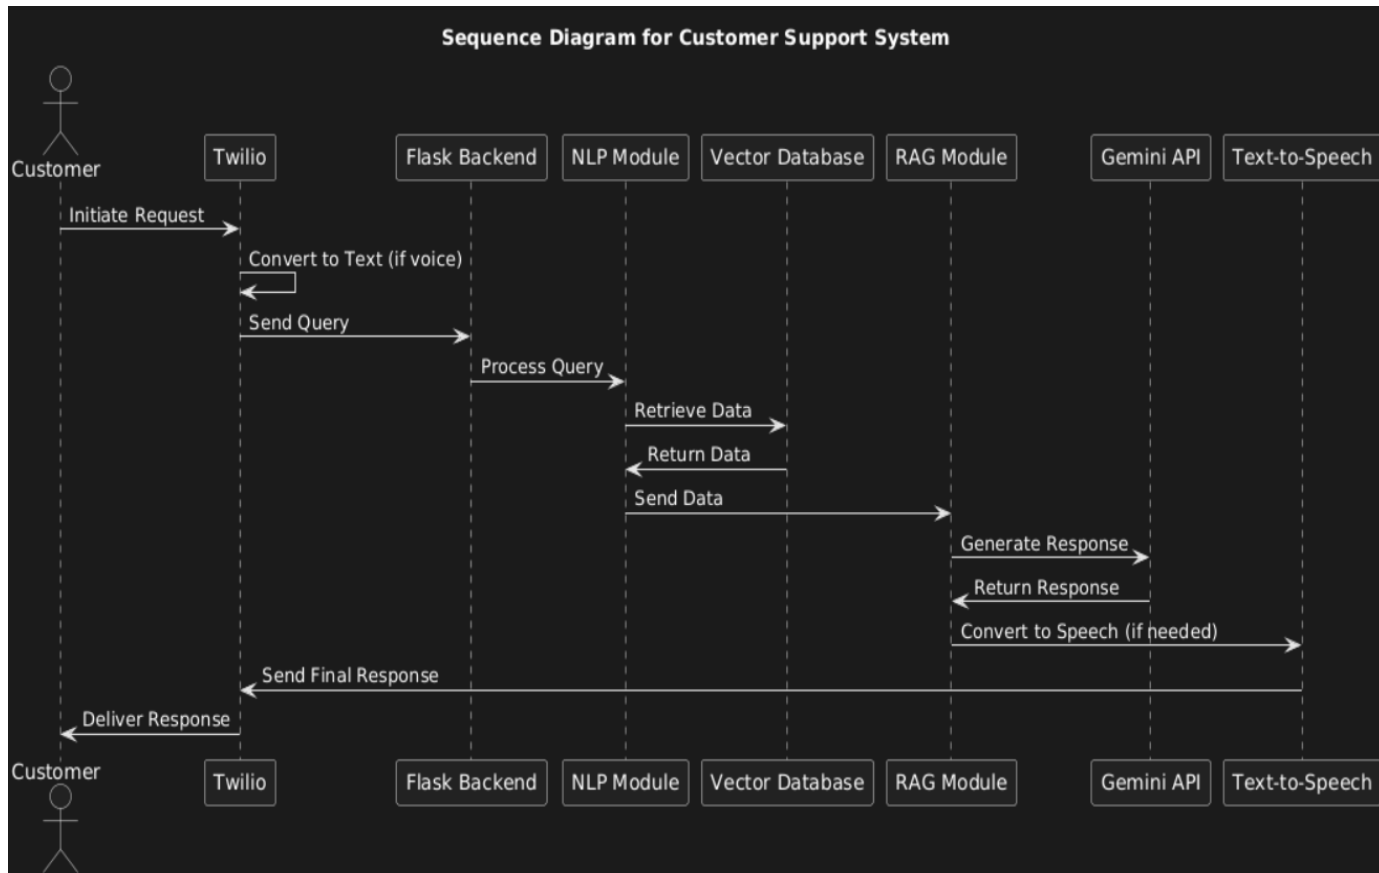 Sequence Diagram for Customer Support System
Customer
Twilio
Flask Backend
NLP Module
Vector Database
RAG Module
Gemini API
Text-to-Speech
Initiate Request
Convert to Text (if voice)
Send Query
Process Query
Retrieve Data
Return Data
Send Data
Generate Response
Return Response
Convert to Speech (if needed)
Send Final Response
Deliver Response
Customer
Twilio
Flask Backend
NLP Module
Vector Database
RAG Module
Gemini API
Text-to-Speech